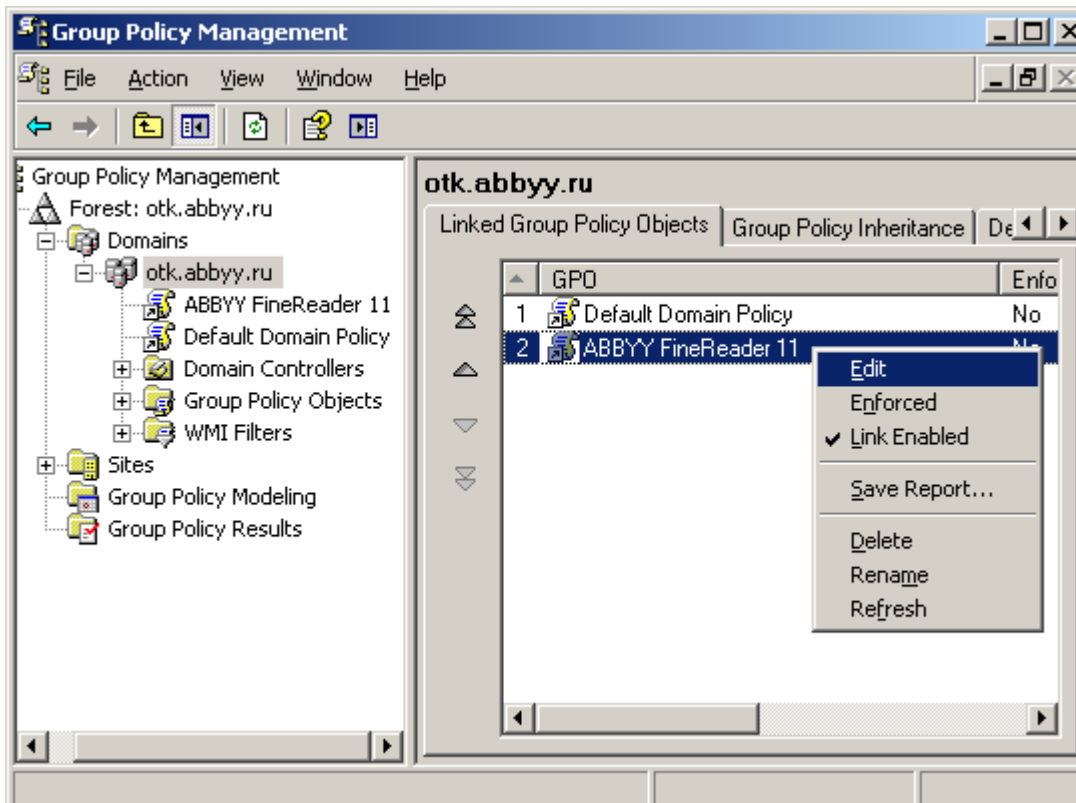 Group Policy Management
File Action View Window Help
Group Policy Management
Forest: otk.abbyy.ru
Domains
otk.abbyy.ru
ABBYY FineReader 11
Default Domain Policy
Domain Controllers
Group Policy Objects
WMI Filters
Sites
Group Policy Modeling
Group Policy Results
otk.abbyy.ru
Linked Group Policy Objects Group Policy Inheritance De
GPO Enfo
1 Default Domain Policy No
2 ABBYY FineReader 11 No
Edit
Enforced
Link Enabled
Save Report...
Delete
Rename
Refresh